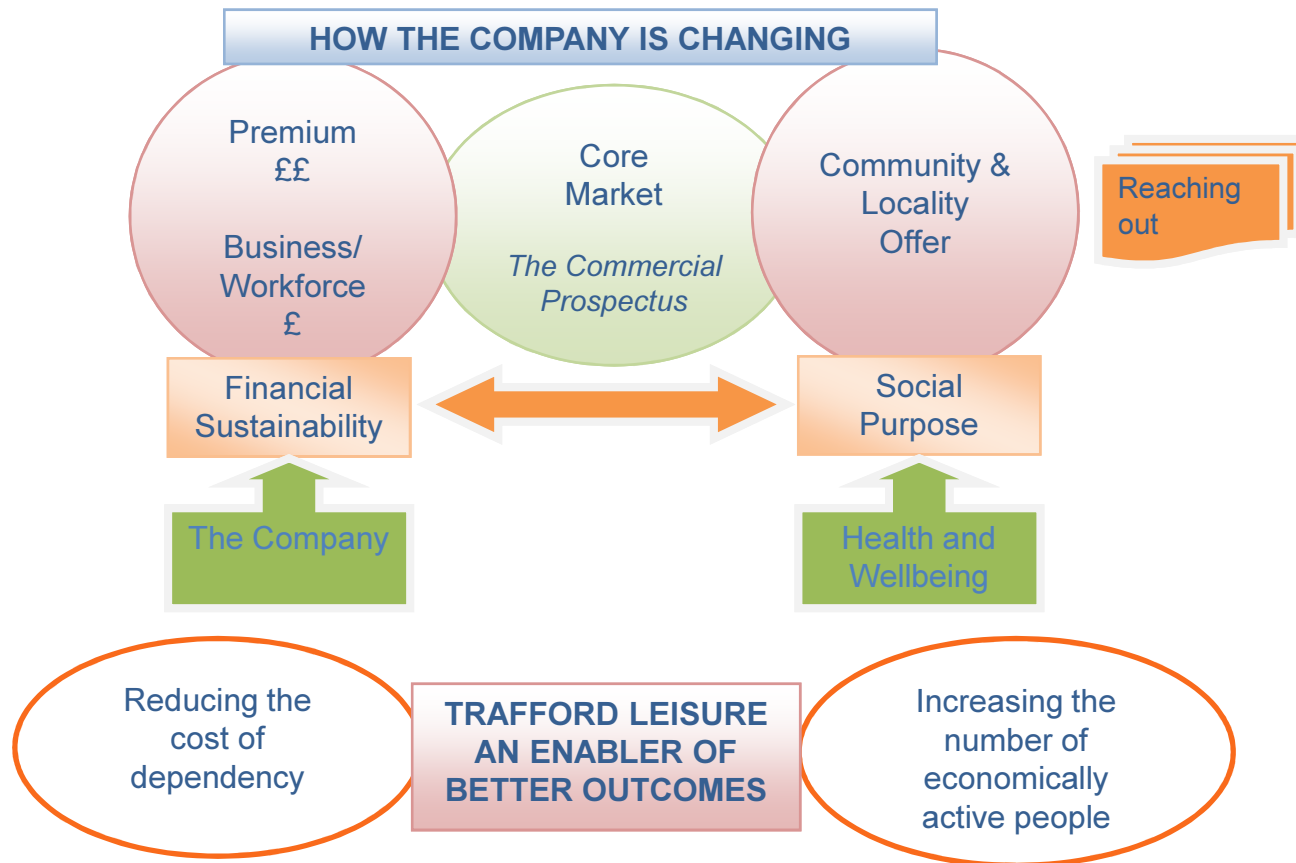 HOW THE COMPANY IS CHANGING
Premium
££
Business/
Workforce
£
Core
Market
The Commercial
Prospectus
Community &
Locality
Offer
Reaching
out
Financial
Sustainability
Social
Purpose
The Company
Health and
Wellbeing
Reducing the
cost of
dependency
TRAFFORD LEISURE
AN ENABLER OF
BETTER OUTCOMES
Increasing the
number of
economically
active people